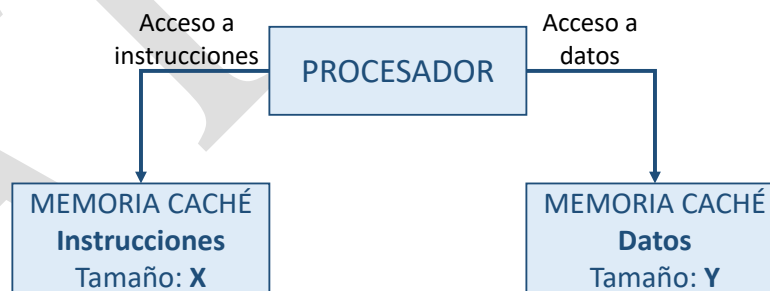 Acceso a
instrucciones
PROCESADOR
Acceso a
datos
MEMORIA CACHÉ
Instrucciones
Tamaño: X
MEMORIA CACHÉ
Datos
Tamaño: Y